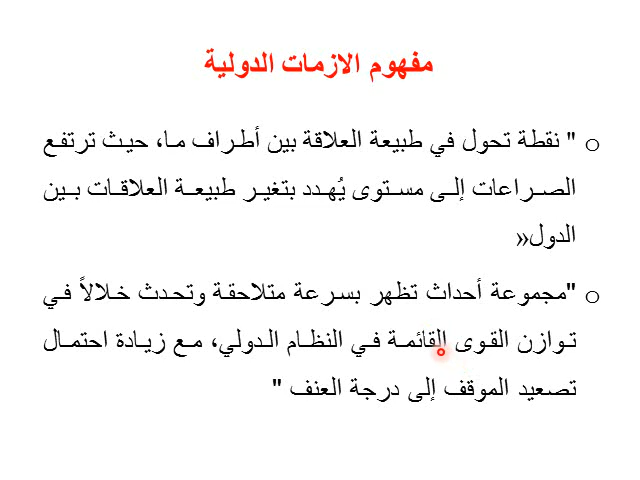 مفهوم الازمات الدولية
" نقطة تحول في طبيعة العلاقة بين أطراف ما، حيث ترتفع
الصراعات إلى مستوى يُهدد بتغير طبيعة العلاقات بين
الدول«
"مجموعة أحداث تظهر بسرعة متلاحقة وتحدث خلالاً في
توازن القوى القائمة في النظام الدولي، مع زيادة احتمال
تصعيد الموقف إلى درجة العنف "